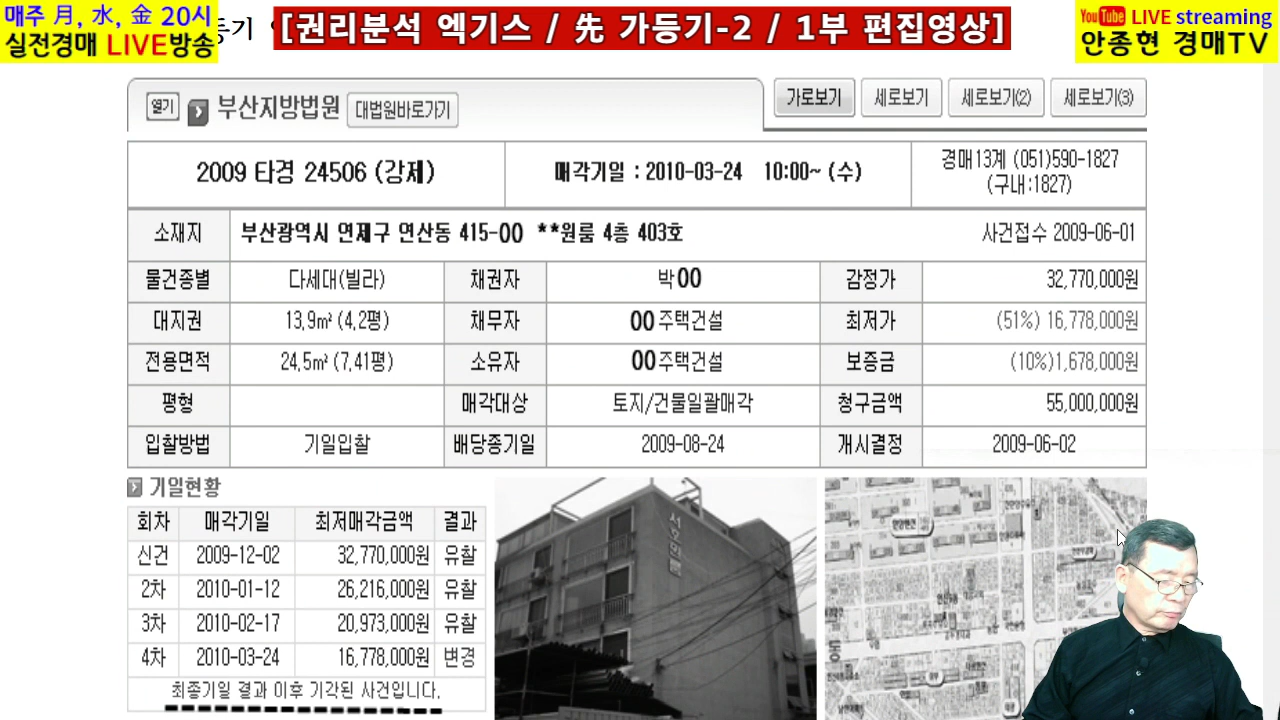 매주 月, 水, 金 20시
실전경매 LIVE방송
등기
[권리분석 엑기스 / 先 가등기-2 / 1부 편집영상]
YouTube LIVE streaming
안종현 경매TV
열기 부산지방법원 대법원바로가기
가로보기 세로보기 세로보기(2) 세로보기(3)
2009 타경 24506 (강제) 매각기일 : 2010-03-24 10:00~ (수) 경매13계 (051)590-1827
(구내:1827)
소재지 부산광역시 연제구 연산동 415-00 **원룸 4층 403호 사건접수 2009-06-01
물건종별 다세대(빌라) 채권자 박00 감정가 32,770,000원
대지권 13.9㎡ (4.2평) 채무자 00주택건설 최저가 (51%) 16,778,000원
전용면적 24.5㎡ (7.41평) 소유자 00주택건설 보증금 (10%)1,678,000원
평형 매각대상 토지/건물일괄매각 청구금액 55,000,000원
입찰방법 기일입찰 배당종기일 2009-08-24 개시결정 2009-06-02
기일현황
회차 매각기일 최저매각금액 결과
신건 2009-12-02 32,770,000원 유찰
2차 2010-01-12 26,216,000원 유찰
3차 2010-02-17 20,973,000원 유찰
4차 2010-03-24 16,778,000원 변경
최종기일 결과 이후 기각된 사건입니다.